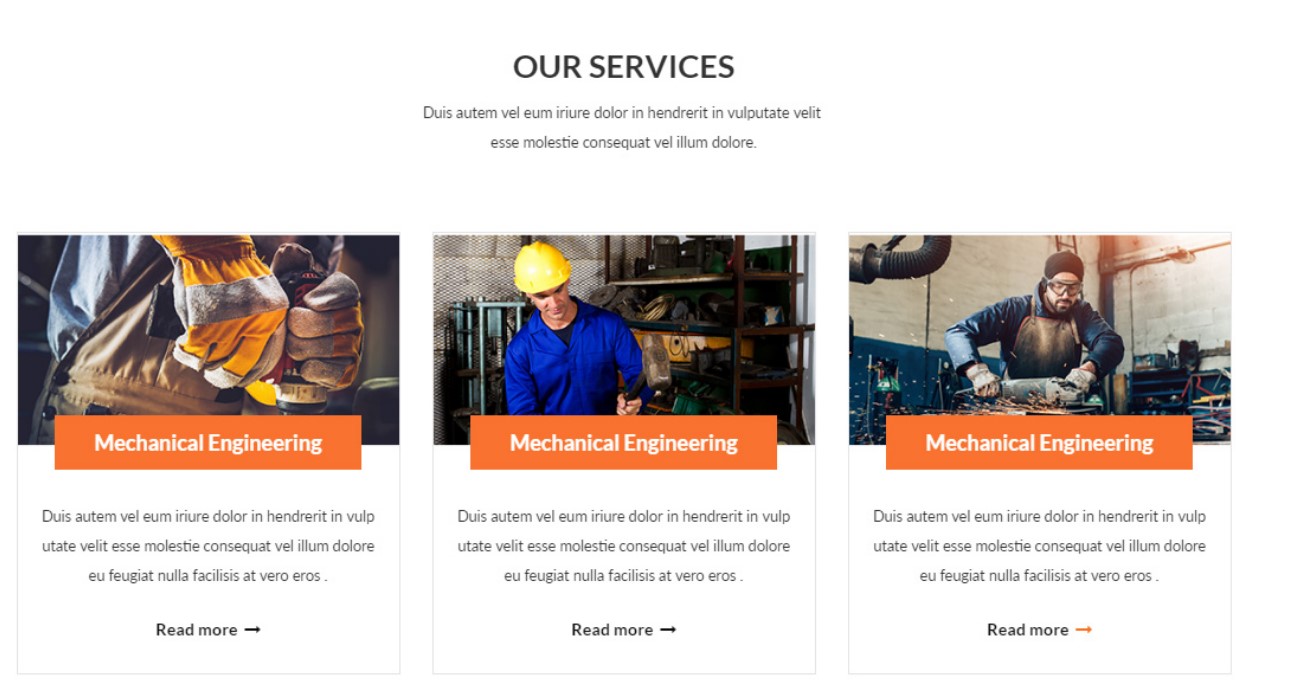 OUR SERVICES
Duis autem vel eum iriure dolor in hendrerit in vulputate velit
esse molestie consequat vel illum dolore.
Mechanical Engineering
Duis autem vel eum iriure dolor in hendrerit in vulp
utate velit esse molestie consequat vel illum dolore
eu feugiat nulla facilisis at vero eros .
Read more →
Mechanical Engineering
Duis autem vel eum iriure dolor in hendrerit in vulp
utate velit esse molestie consequat vel illum dolore
eu feugiat nulla facilisis at vero eros .
Read more →
Mechanical Engineering
Duis autem vel eum iriure dolor in hendrerit in vulp
utate velit esse molestie consequat vel illum dolore
eu feugiat nulla facilisis at vero eros .
Read more →